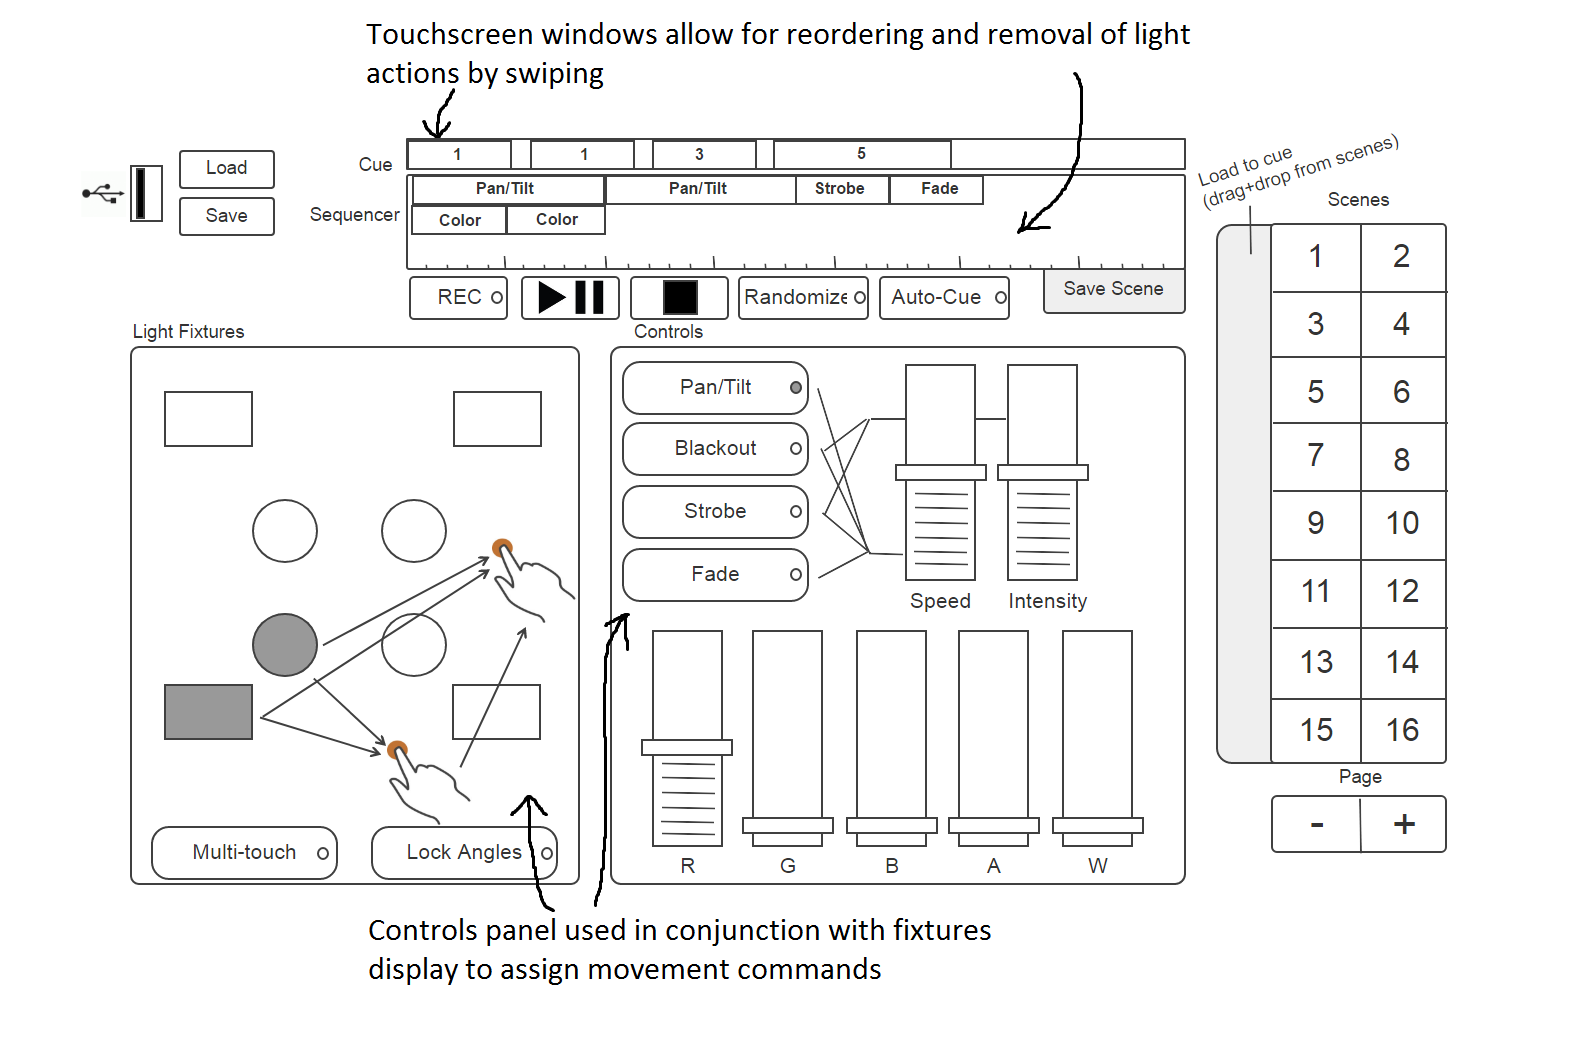 Touchscreen windows allow for reordering and removal of light
actions by swiping
Load
Save
Cue
1
1
3
5
Sequencer
Pan/Tilt
Pan/Tilt
Strobe
Fade
Color
Color
REC
Randomize
Auto-Cue
Save Scene
Load to cue
(drag+drop from scenes)
Scenes
1 2
3 4
5 6
7 8
9 10
11 12
13 14
15 16
Page
- +
Light Fixtures
Multi-touch
Lock Angles
Controls
Pan/Tilt
Blackout
Strobe
Fade
Speed
Intensity
R
G
B
A
W
Controls panel used in conjunction with fixtures
display to assign movement commands